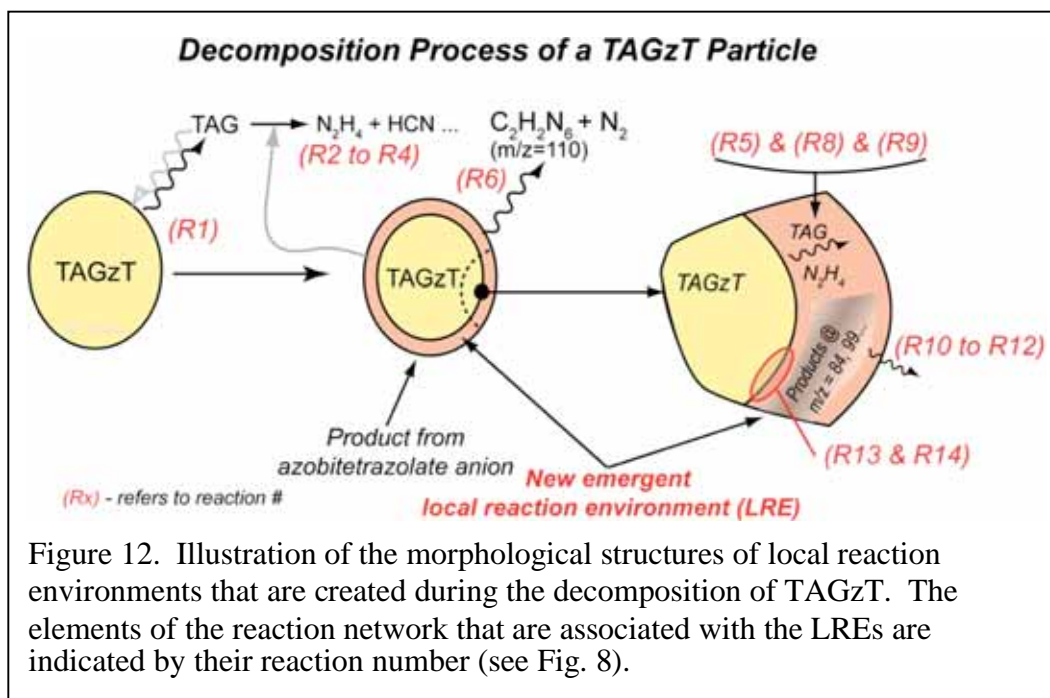 Decomposition Process of a TAGzT Particle
TAG → N₂H₄ + HCN ...
(R2 to R4)
C₂H₂N₆ + N₂
(m/z=110)
(R6)
(R5) & (R8) & (R9)
(R1)
TAGzT
TAGzT
TAGzT
TAG
N₂H₄
Products @
m/z = 84, 99...
(R10 to R12)
(R13 & R14)
Product from
azobitetrazolate anion
New emergent
local reaction environment (LRE)
(Rx) - refers to reaction #
Figure 12. Illustration of the morphological structures of local reaction
environments that are created during the decomposition of TAGzT. The
elements of the reaction network that are associated with the LREs are
indicated by their reaction number (see Fig. 8).